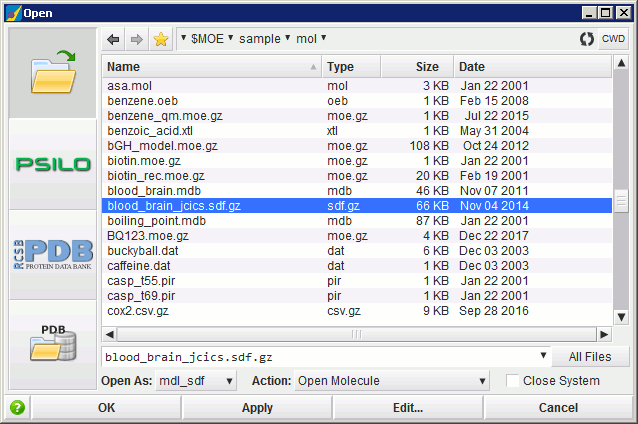 Open
$MOE sample mol CWD
Name Type Size Date
asa.mol mol 3 KB Jan 22 2001
benzene.oeb oeb 1 KB Feb 15 2008
benzene_qm.moe.gz moe.gz 1 KB Jul 22 2015
benzoic_acid.xtl xtl 1 KB May 31 2004
bGH_model.moe.gz moe.gz 108 KB Oct 24 2012
biotin.moe.gz moe.gz 1 KB Jan 22 2001
biotin_rec.moe.gz moe.gz 20 KB Feb 19 2001
blood_brain.mdb mdb 46 KB Nov 07 2011
blood_brain_jcics.sdf.gz sdf.gz 66 KB Nov 04 2014
boiling_point.mdb mdb 87 KB Jan 22 2001
BQ123.moe.gz moe.gz 4 KB Dec 22 2017
buckyball.dat dat 6 KB Dec 03 2003
caffeine.dat dat 1 KB Dec 03 2003
casp_t55.pir pir 1 KB Jan 22 2001
casp_t69.pir pir 1 KB Jan 22 2001
cox2.csv.gz csv.gz 9 KB Sep 28 2016
PSILO
RCSB PDB
PROTEIN DATA BANK
PDB
blood_brain_jcics.sdf.gz All Files
Open As: mdl_sdf Action: Open Molecule Close System
? OK Apply Edit... Cancel